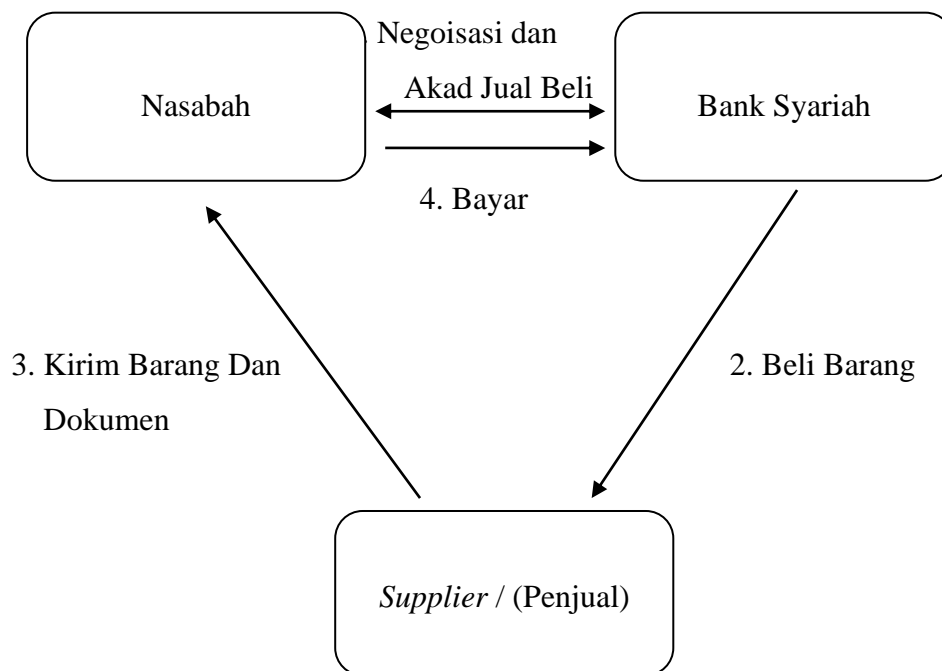 . Negoisasi dan
Akad Jual Beli
Nasabah
Bank Syariah
4. Bayar
3. Kirim Barang Dan
Dokumen
2. Beli Barang
Supplier / (Penjual)